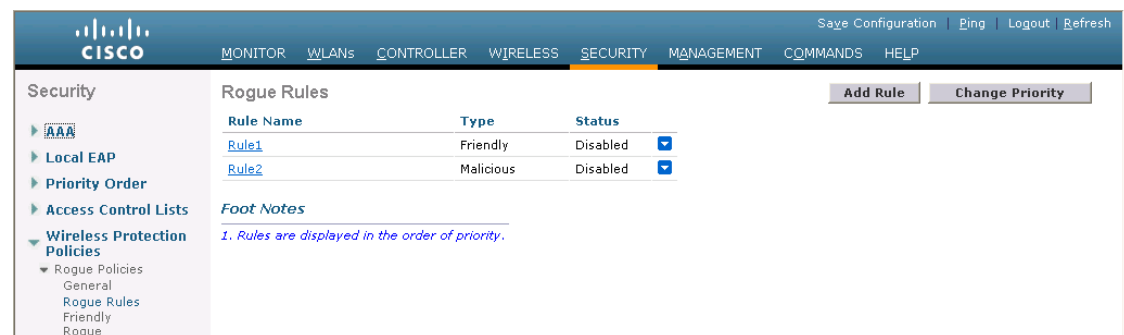 Save Configuration | Ping | Logout | Refresh
CISCO
MONITOR WLANs CONTROLLER WIRELESS SECURITY MANAGEMENT COMMANDS HELP
Security
AAA
Local EAP
Priority Order
Access Control Lists
Wireless Protection
Policies
Rogue Policies
General
Rogue Rules
Friendly
Rogue
Rogue Rules
Add Rule Change Priority
Rule Name Type Status
Rule1 Friendly Disabled
Rule2 Malicious Disabled
Foot Notes
1. Rules are displayed in the order of priority.